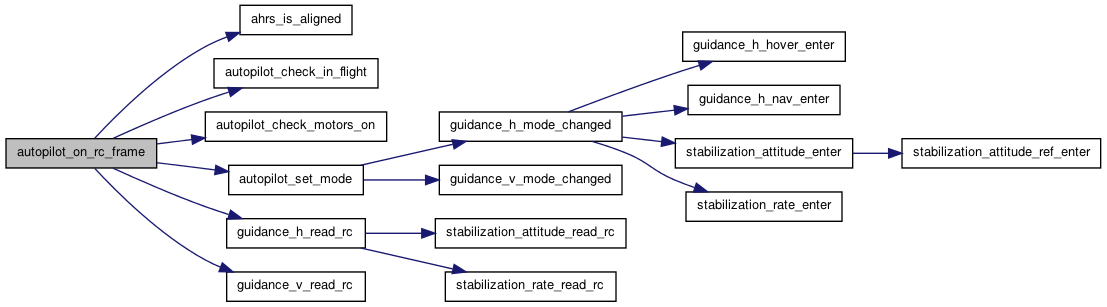 autopilot_on_rc_frame
ahrs_is_aligned
autopilot_check_in_flight
autopilot_check_motors_on
autopilot_set_mode
guidance_h_read_rc
guidance_v_read_rc
guidance_h_mode_changed
guidance_v_mode_changed
stabilization_attitude_read_rc
stabilization_rate_read_rc
guidance_h_hover_enter
guidance_h_nav_enter
stabilization_attitude_enter
stabilization_rate_enter
stabilization_attitude_ref_enter